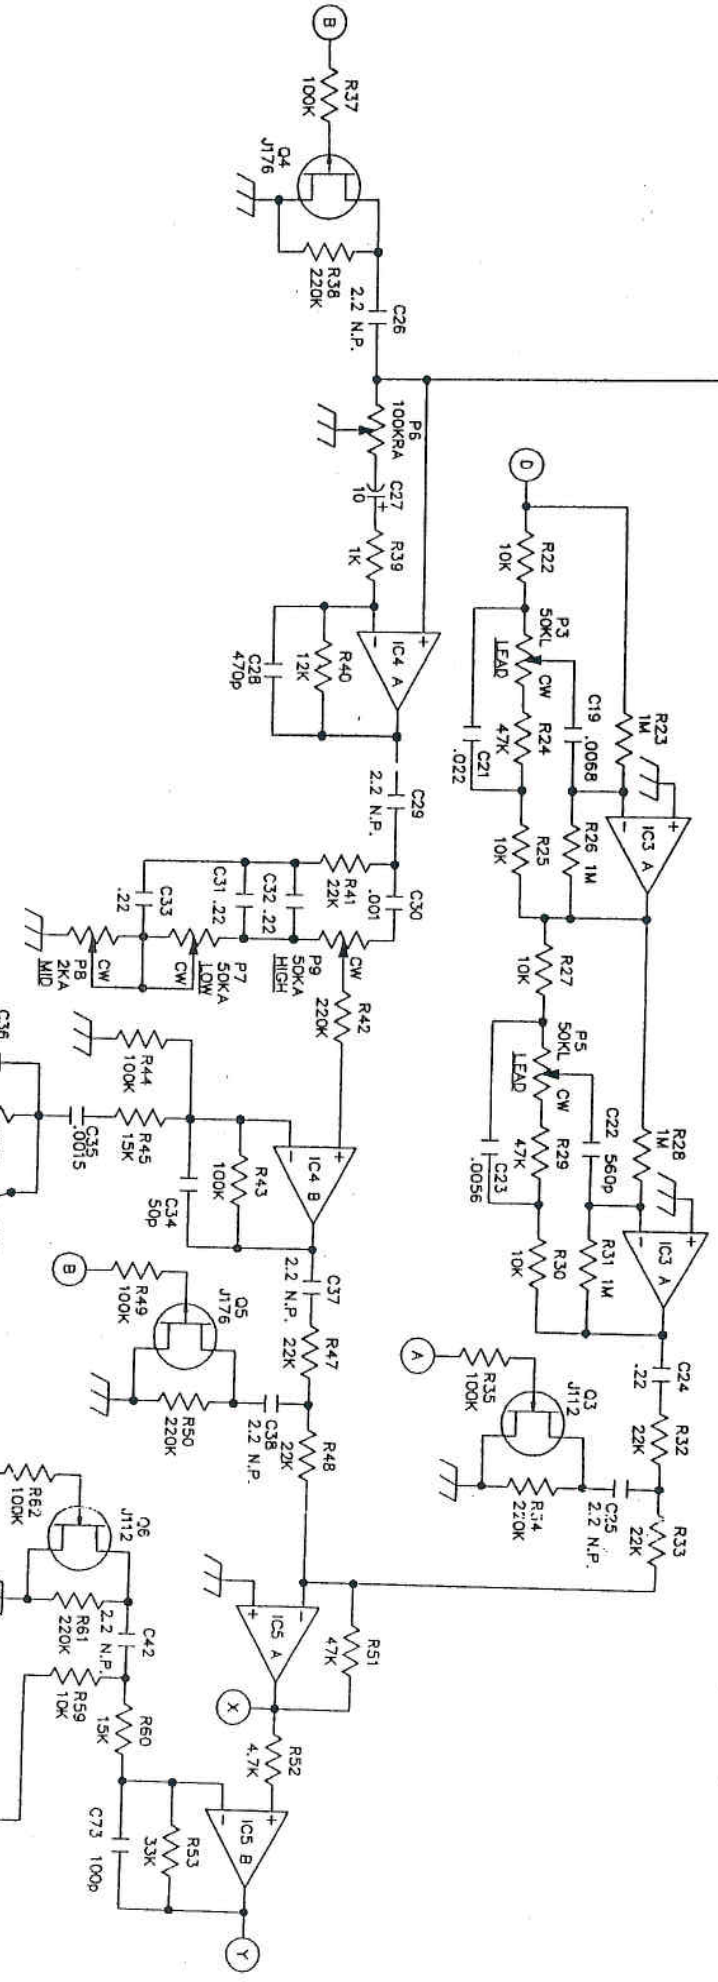 B
R37
100K
Q4
J176
R38
220K
C26
2.2 N.P.
P6
100KRA
C27
10
+
R39
1K
+
-
IC4 A
R40
12K
C28
470p
C29
2.2 N.P.
D
R22
10K
P3
50KL
CW
LEAD
R24
47K
C19
.0068
C21
.022
R23
1M
+
-
IC3 A
R26 1M
R25
10K
R27
10K
P5
50KL
CW
LEAD
R29
47K
C22
560p
C23
.0056
R28
1M
+
-
IC3 A
R31 1M
R30
10K
C24
.22
R32
22K
R33
22K
A
R35
100K
Q3
J112
R34
220K
C25
2.2 N.P.
C30
.001
R41
22K
C32 .22
C31 .22
C33
.22
P9
50KA
HIGH
CW
P7
50KA
LOW
CW
P8
2KA
MID
CW
R42
220K
R44
100K
R45
15K
C35
.0015
C36
+
-
IC4 B
R43
100K
C34
50p
C37
2.2 N.P.
R47
22K
R48
22K
B
R49
100K
Q5
J176
R50
220K
C38
2.2 N.P.
R51
47K
-
+
IC5 A
X
R52
4.7K
R62
100K
Q6
J112
R61
220K
C42
2.2 N.P.
R59
10K
R60
15K
+
-
IC5 B
R53
33K
C73
100p
Y